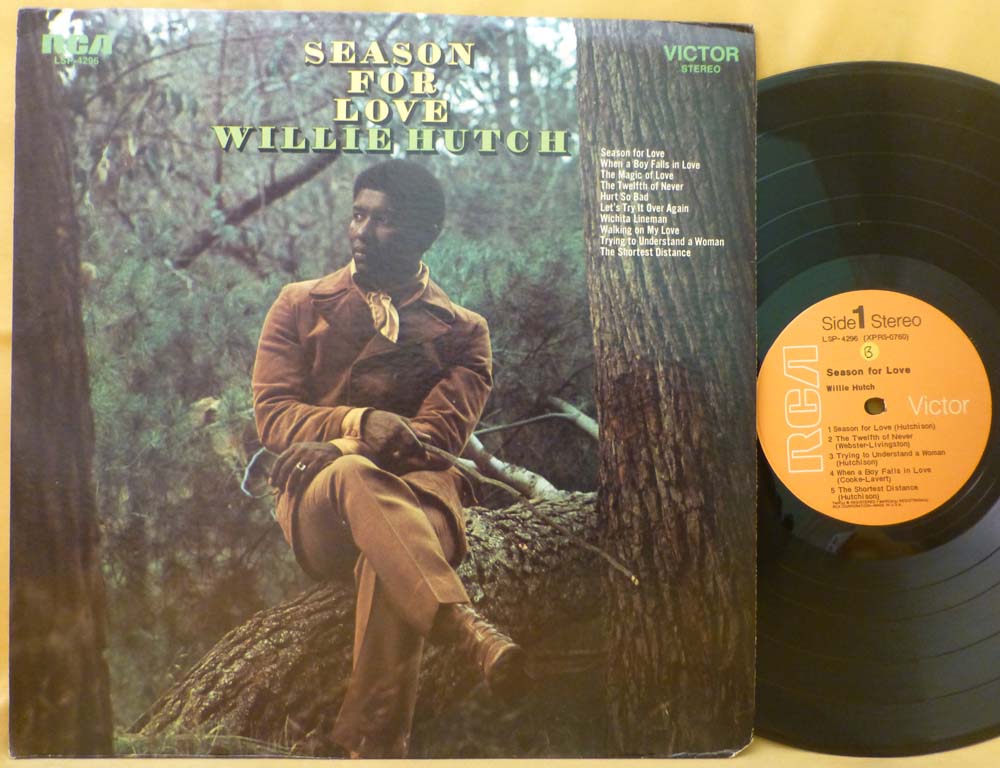 RCA
LSP-4296
SEASON
FOR
LOVE
WILLIE HUTCH
VICTOR
STEREO
Season for Love
When a Boy Falls in Love
The Magic of Love
The Twelfth of Never
Hurt So Bad
Let's Try It Over Again
Wichita Lineman
Walking on My Love
Trying to Understand a Woman
The Shortest Distance
Side 1 Stereo
LSP-4296 (XPRS-0760)
B
Season for Love
Willie Hutch
RCA
Victor
1 Season for Love (Hutchison)
2 The Twelfth of Never
(Webster-Livingston)
3 Trying to Understand a Woman
(Hutchison)
4 When a Boy Falls in Love
(Cooke-Lavert)
5 The Shortest Distance
(Hutchison)